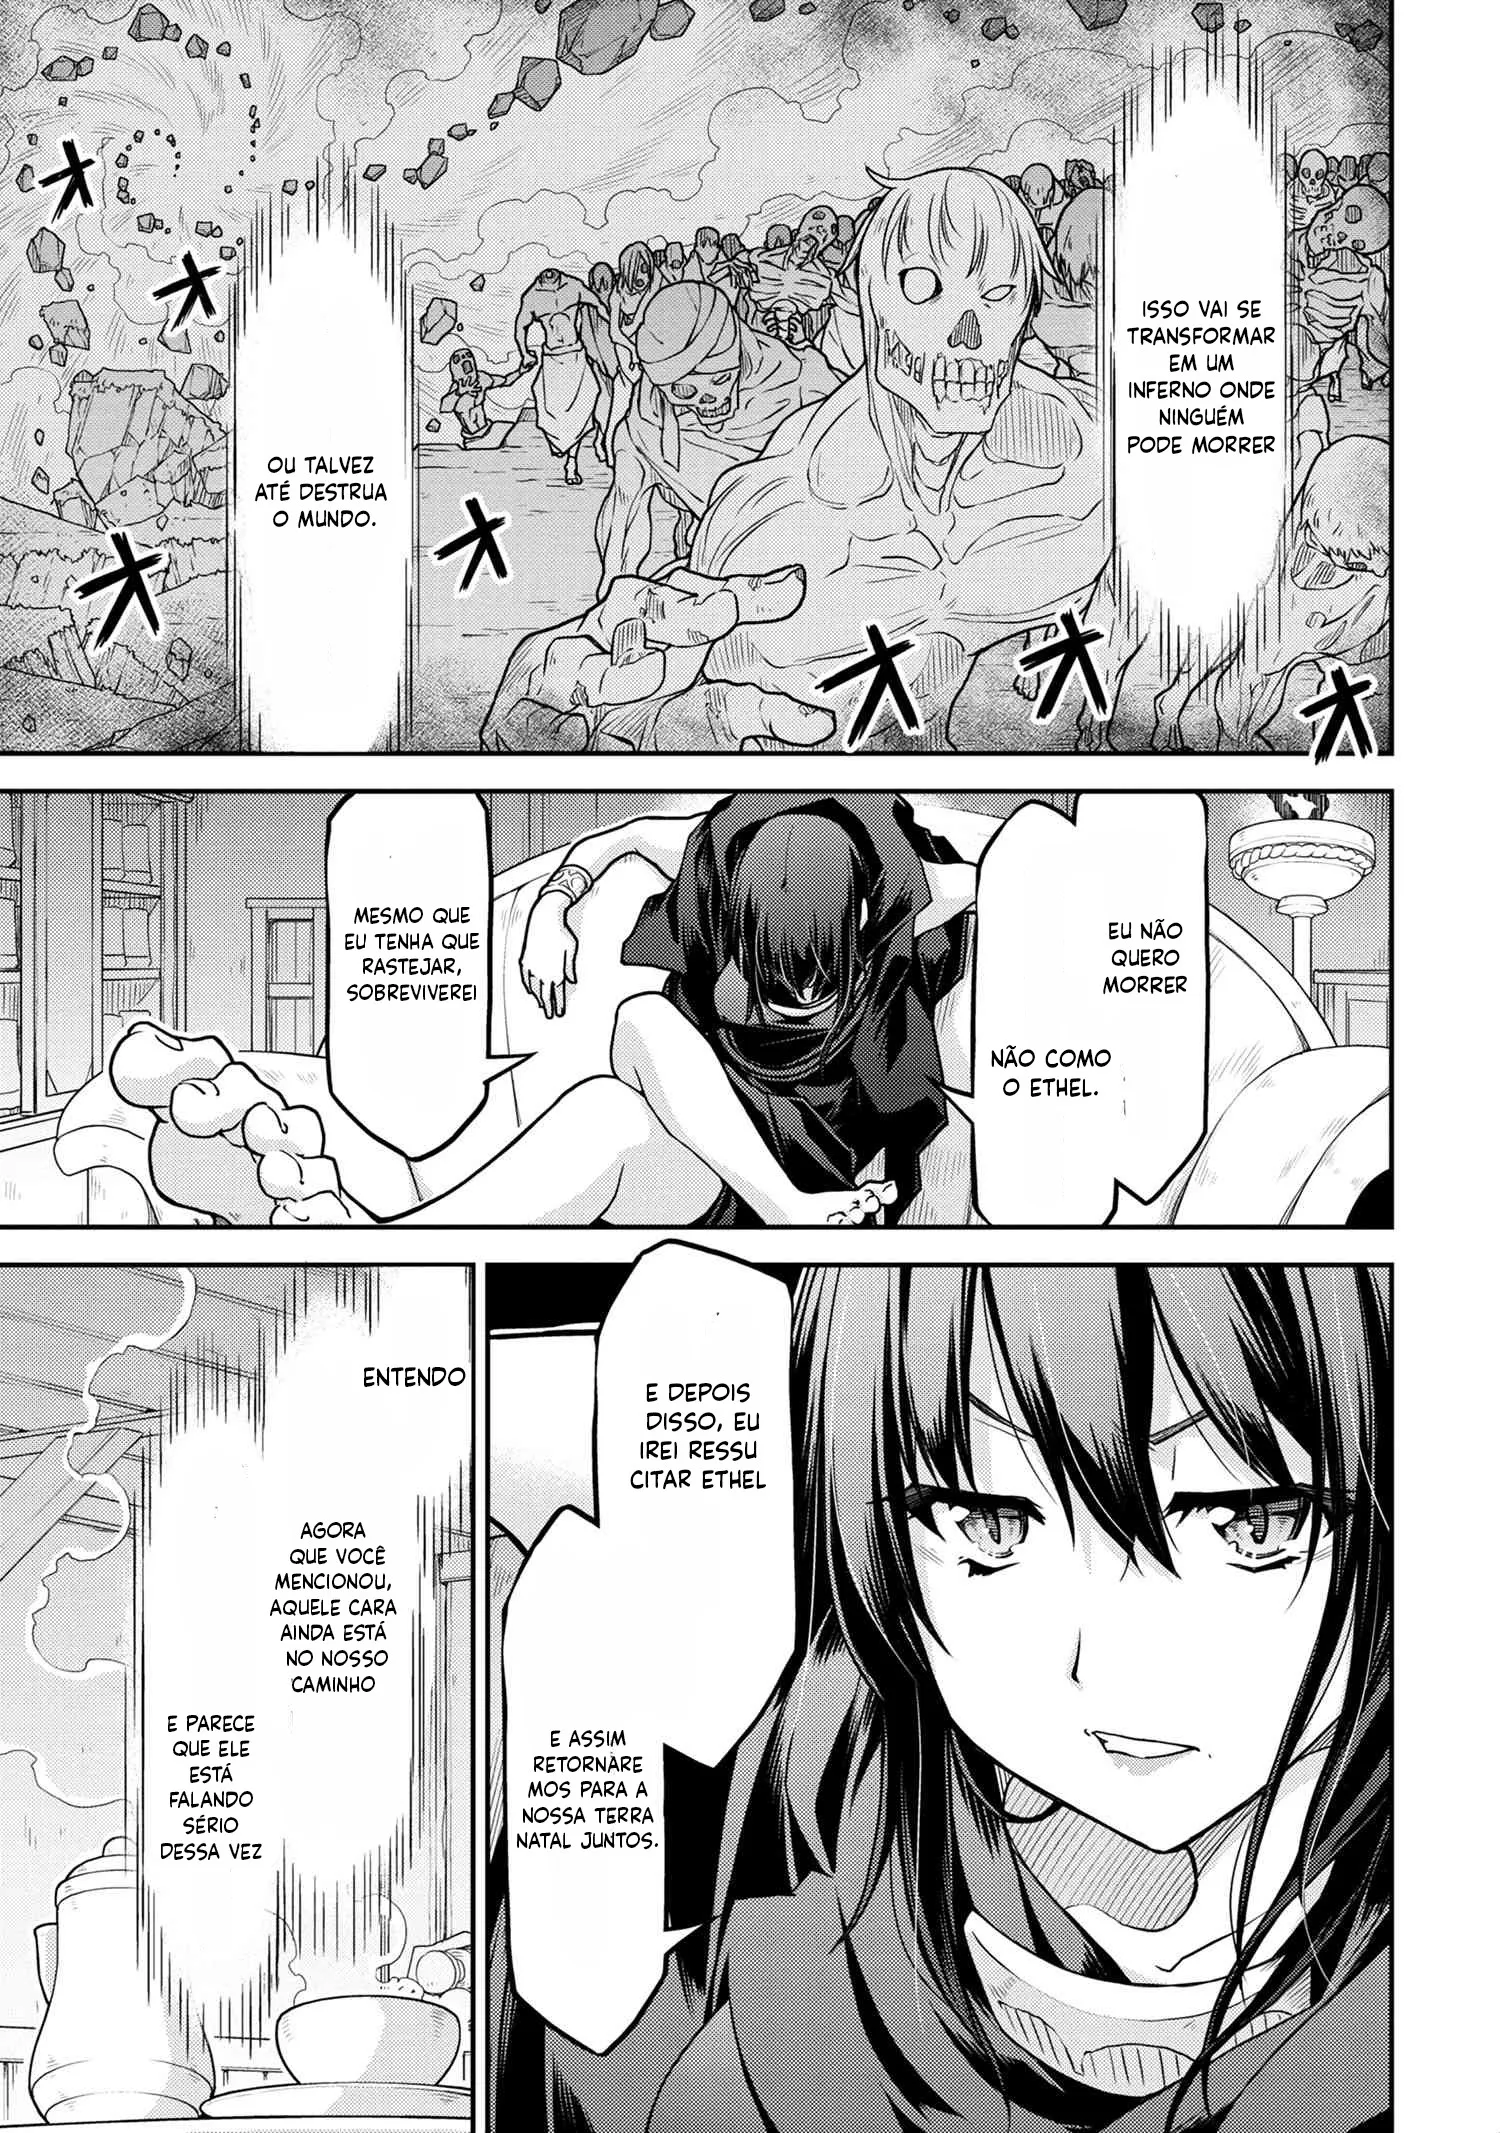 ISSO VAI SE
TRANSFORMAR
EM UM
INFERNO ONDE
NINGUÉM
PODE MORRER
OU TALVEZ
ATÉ DESTRUA
O MUNDO.
EU NÃO
QUERO
MORRER
NÃO COMO
O ETHEL.
MESMO QUE
EU TENHA QUE
RASTEJAR,
SOBREVIVEREI
E DEPOIS
DISSO, EU
IREI RESSU
CITAR ETHEL
E ASSIM
RETORNARE
MOS PARA A
NOSSA TERRA
NATAL JUNTOS.
ENTENDO
AGORA
QUE VOCÊ
MENCIONOU,
AQUELE CARA
AINDA ESTÁ
NO NOSSO
CAMINHO
E PARECE
QUE ELE
ESTÁ
FALANDO
SÉRIO
DESSA VEZ